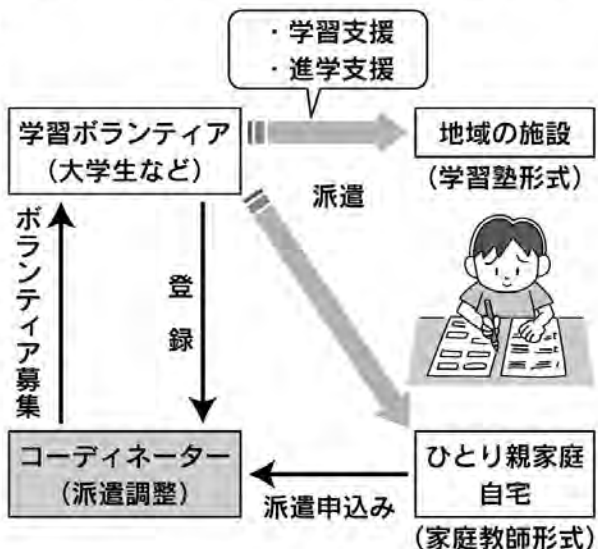 ・学習支援
・進学支援
学習ボランティア
(大学生など)
地域の施設
(学習塾形式)
派遣
ボランティア募集
登録
コーディネーター
(派遣調整)
派遣申込み
ひとり親家庭
自宅
(家庭教師形式)